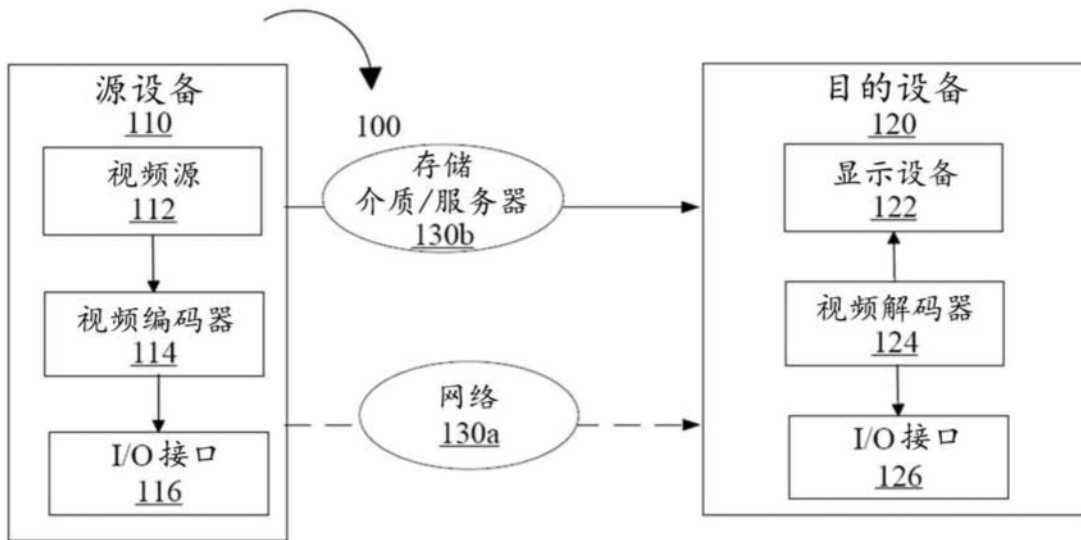 源设备
110
视频源
112
视频编码器
114
I/O 接口
116
100
存储
介质/服务器
130b
网络
130a
目的设备
120
显示设备
122
视频解码器
124
I/O 接口
126